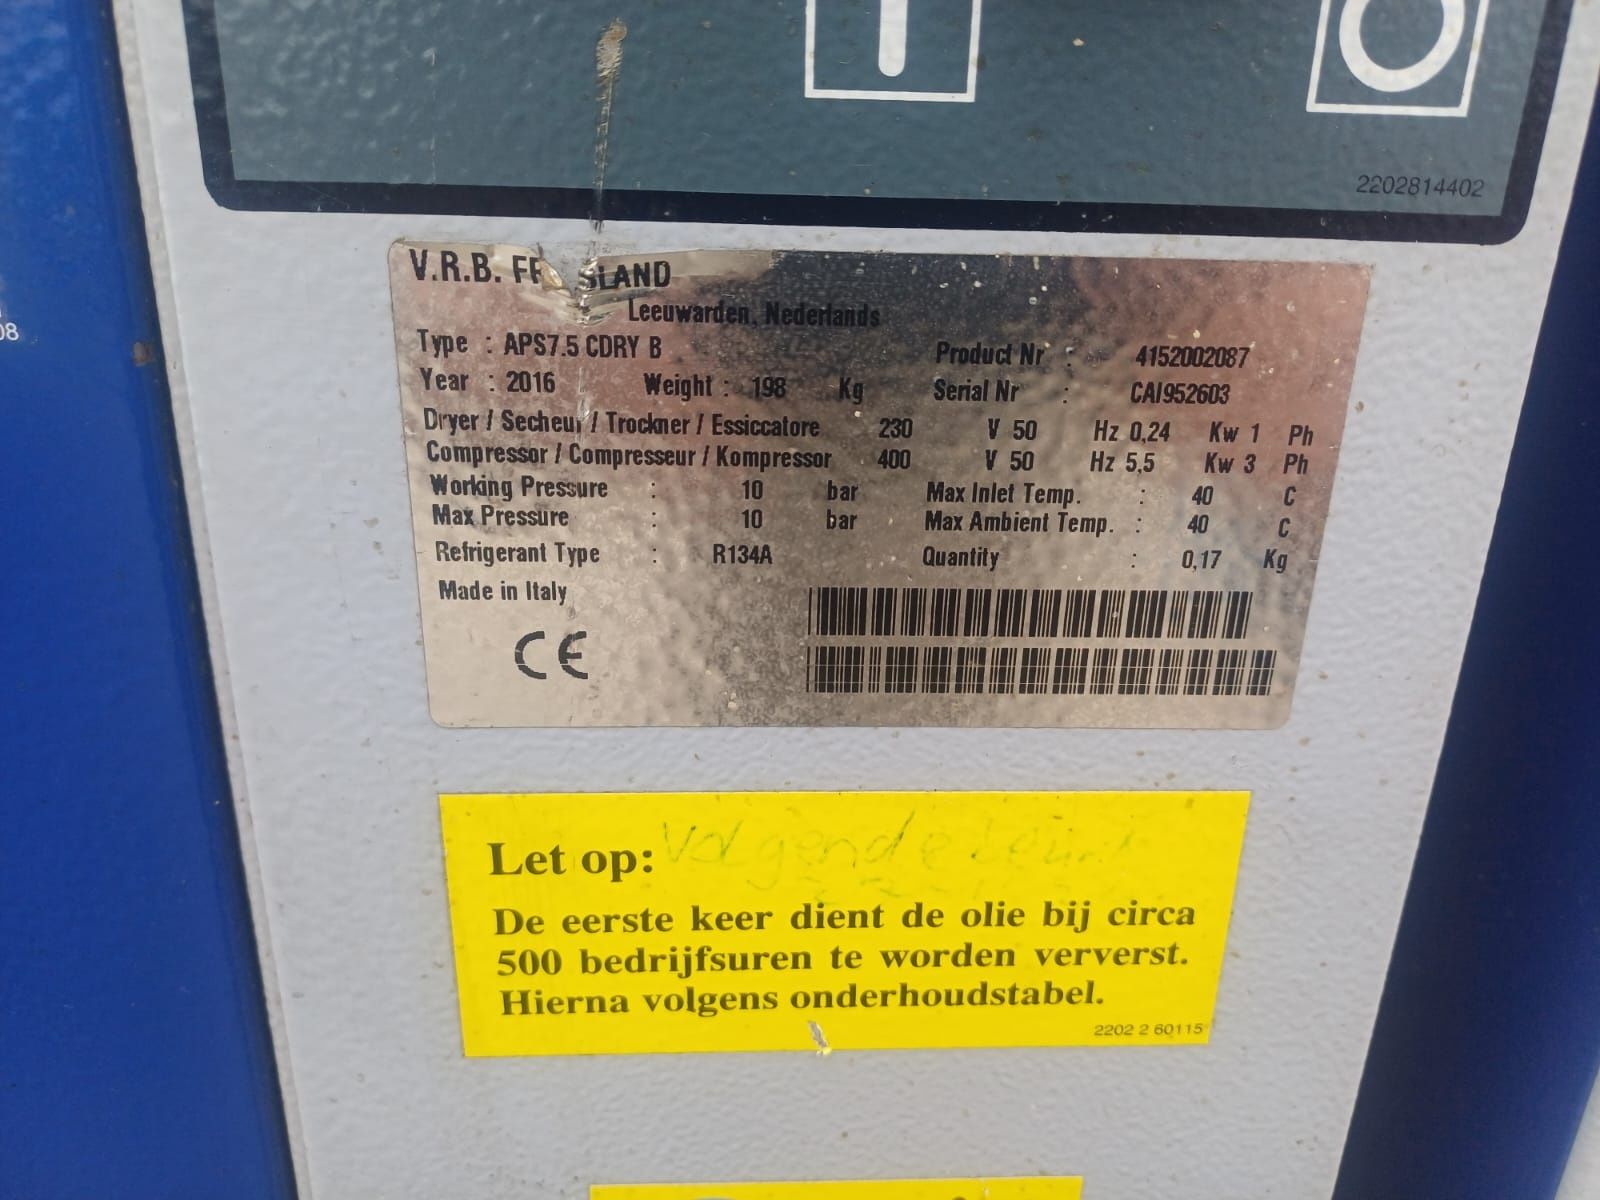 2202814402
08
V.R.B. FR SLAND
Leeuwarden, Nederlands
Type : APS7.5 CDRY B Product Nr : 4152002087
Year : 2016 Weight : 198 Kg Serial Nr : CAI952603
Dryer / Secheur / Trockner / Essiccatore 230 V 50 Hz 0,24 Kw 1 Ph
Compressor / Compresseur / Kompressor 400 V 50 Hz 5,5 Kw 3 Ph
Working Pressure : 10 bar Max Inlet Temp. : 40 C
Max Pressure : 10 bar Max Ambient Temp. : 40 C
Refrigerant Type : R134A Quantity : 0,17 Kg
Made in Italy
CE
Let op: Volgende
De eerste keer dient de olie bij circa
500 bedrijfsuren te worden ververst.
Hierna volgens onderhoudstabel.
2202 2 60115